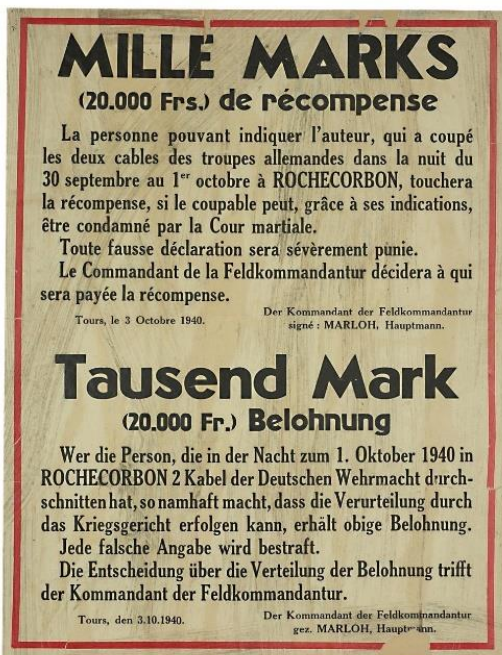 MILLE MARKS
(20.000 Frs.) de récompense
La personne pouvant indiquer l'auteur, qui a coupé
les deux cables des troupes allemandes dans la nuit du
30 septembre au 1er octobre à ROCHECORBON, touchera
la récompense, si le coupable peut, grâce à ses indications,
être condamné par la Cour martiale.
Toute fausse déclaration sera sévèrement punie.
Le Commandant de la Feldkommandantur décidera à qui
sera payée la récompense.
Tours, le 3 Octobre 1940.
Der Kommandant der Feldkommandantur
signé : MARLOH, Hauptmann.
Tausend Mark
(20.000 Fr.) Belohnung
Wer die Person, die in der Nacht zum 1. Oktober 1940 in
ROCHECORBON 2 Kabel der Deutschen Wehrmacht durch-
schnitten hat, so namhaft macht, dass die Verurteilung durch
das Kriegsgericht erfolgen kann, erhält obige Belohnung.
Jede falsche Angabe wird bestraft.
Die Entscheidung über die Verteilung der Belohnung trifft
der Kommandant der Feldkommandantur.
Tours, den 3.10.1940.
Der Kommandant der Feldkommandantur
gez. MARLOH, Hauptmann.